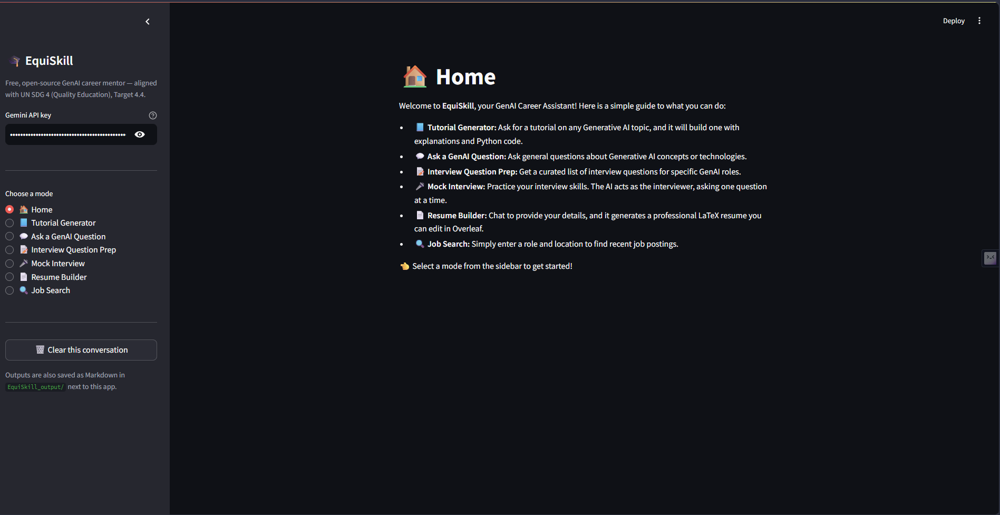 Deploy
EquiSkill
Free, open-source GenAI career mentor — aligned
with UN SDG 4 (Quality Education), Target 4.4.
Gemini API key
Choose a mode
Home
Tutorial Generator
Ask a GenAI Question
Interview Question Prep
Mock Interview
Resume Builder
Job Search
Clear this conversation
Outputs are also saved as Markdown in
EquiSkill_output/ next to this app.
Home
Welcome to EquiSkill, your GenAI Career Assistant! Here is a simple guide to what you can do:
• Tutorial Generator: Ask for a tutorial on any Generative AI topic, and it will build one with
explanations and Python code.
• Ask a GenAI Question: Ask general questions about Generative AI concepts or technologies.
• Interview Question Prep: Get a curated list of interview questions for specific GenAI roles.
• Mock Interview: Practice your interview skills. The AI acts as the interviewer, asking one question
at a time.
• Resume Builder: Chat to provide your details, and it generates a professional LaTeX resume you
can edit in Overleaf.
• Job Search: Simply enter a role and location to find recent job postings.
Select a mode from the sidebar to get started!